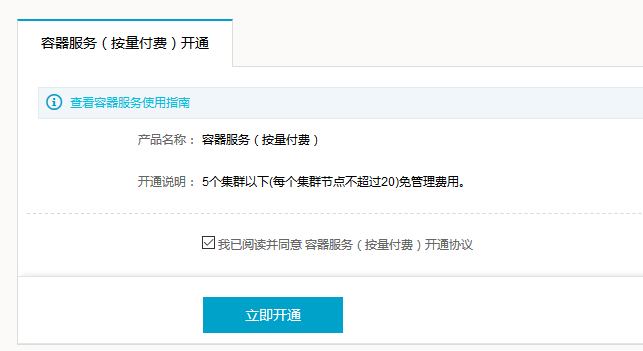 容器服务（按量付费）开通
查看容器服务使用指南
产品名称： 容器服务（按量付费）
开通说明： 5个集群以下(每个集群节点不超过20)免管理费用。
我已阅读并同意 容器服务（按量付费）开通协议
立即开通